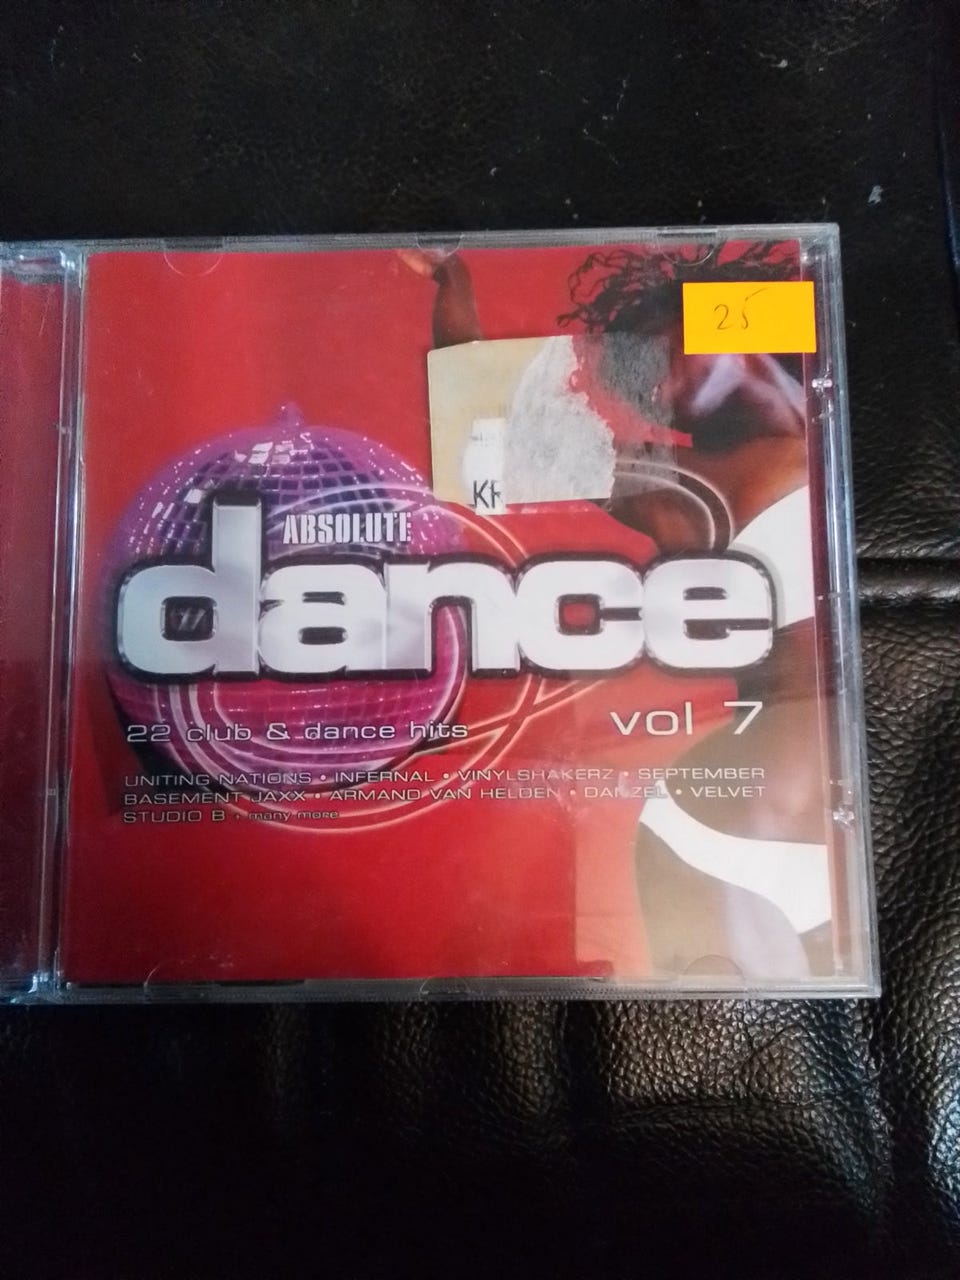 25
KR
ABSOLUTE
dance
22 club & dance hits
vol 7
UNITING NATIONS • INFERNAL • VINYLSHAKERZ • SEPTEMBER
BASEMENT JAXX • ARMAND VAN HELDEN • DANZEL • VELVET
STUDIO B + many more